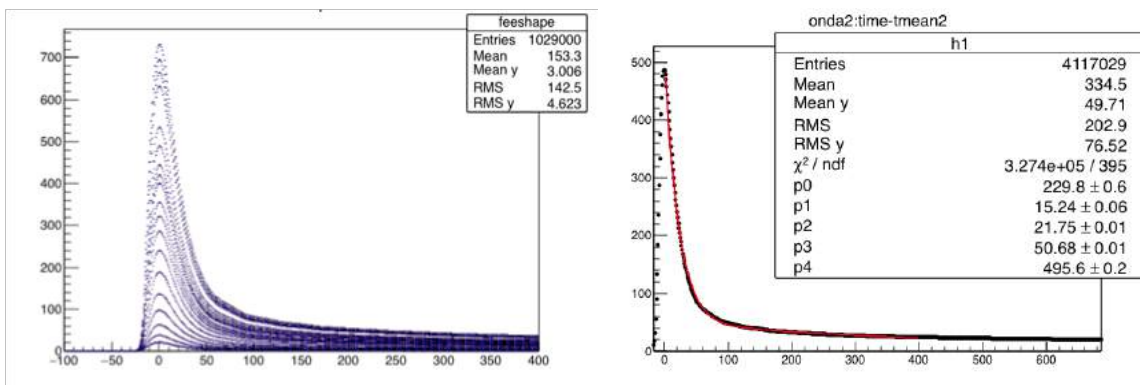 feeshape
Entries 1029000
Mean 153.3
Mean y 3.006
RMS 142.5
RMS y 4.623
700
600
500
400
300
200
100
0
-100 -50 0 50 100 150 200 250 300 350 400
onda2:time-tmean2
h1
Entries 4117029
Mean 334.5
Mean y 49.71
RMS 202.9
RMS y 76.52
χ² / ndf 3.274e+05 / 395
p0 229.8 ± 0.6
p1 15.24 ± 0.06
p2 21.75 ± 0.01
p3 50.68 ± 0.01
p4 495.6 ± 0.2
500
400
300
200
100
0
0 200 400 600